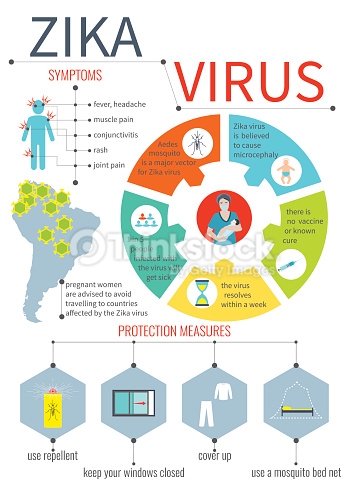 ZIKA
VIRUS
SYMPTOMS
fever, headache
muscle pain
conjunctivitis
rash
joint pain
Aedes
mosquito is
a major vector
for Zika virus
Zika virus
is believed
to cause
microcephaly
there is
no vaccine
or known
cure
the virus
resolves
within a week
people
infected with
the virus will
get sick
pregnant women
are advised to avoid
travelling to countries
affected by the Zika virus
thinkstock
by Getty Images
PROTECTION MEASURES
use repellent
keep your windows closed
cover up
use a mosquito bed net